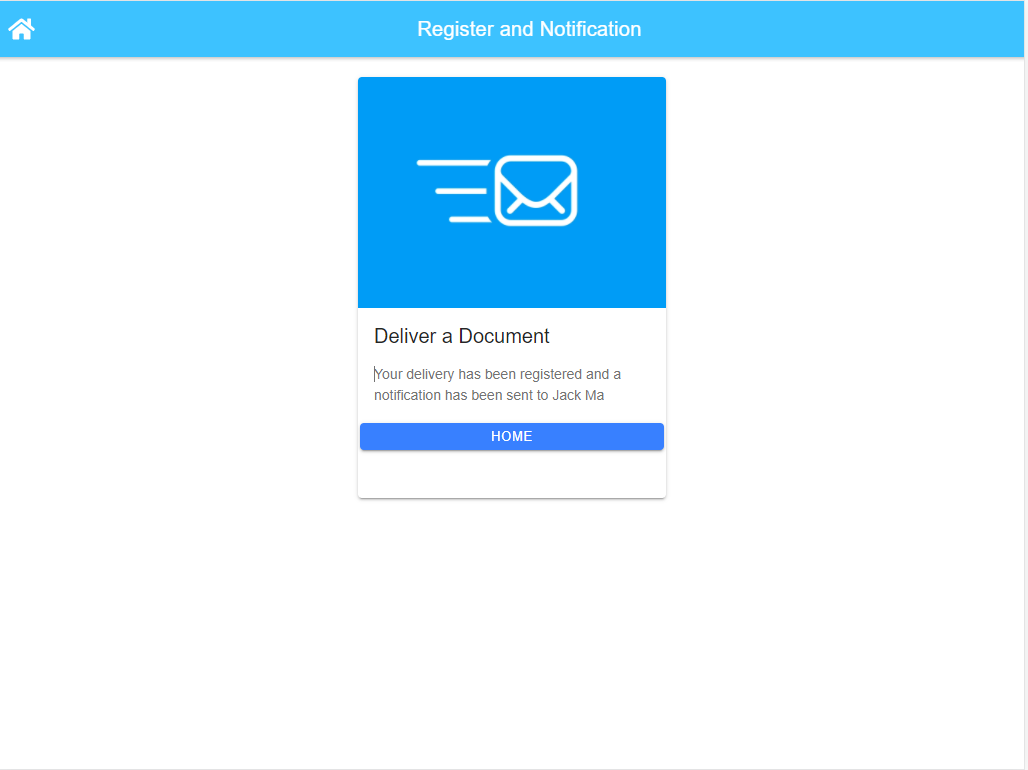 Register and Notification
Deliver a Document
Your delivery has been registered and a
notification has been sent to Jack Ma
HOME